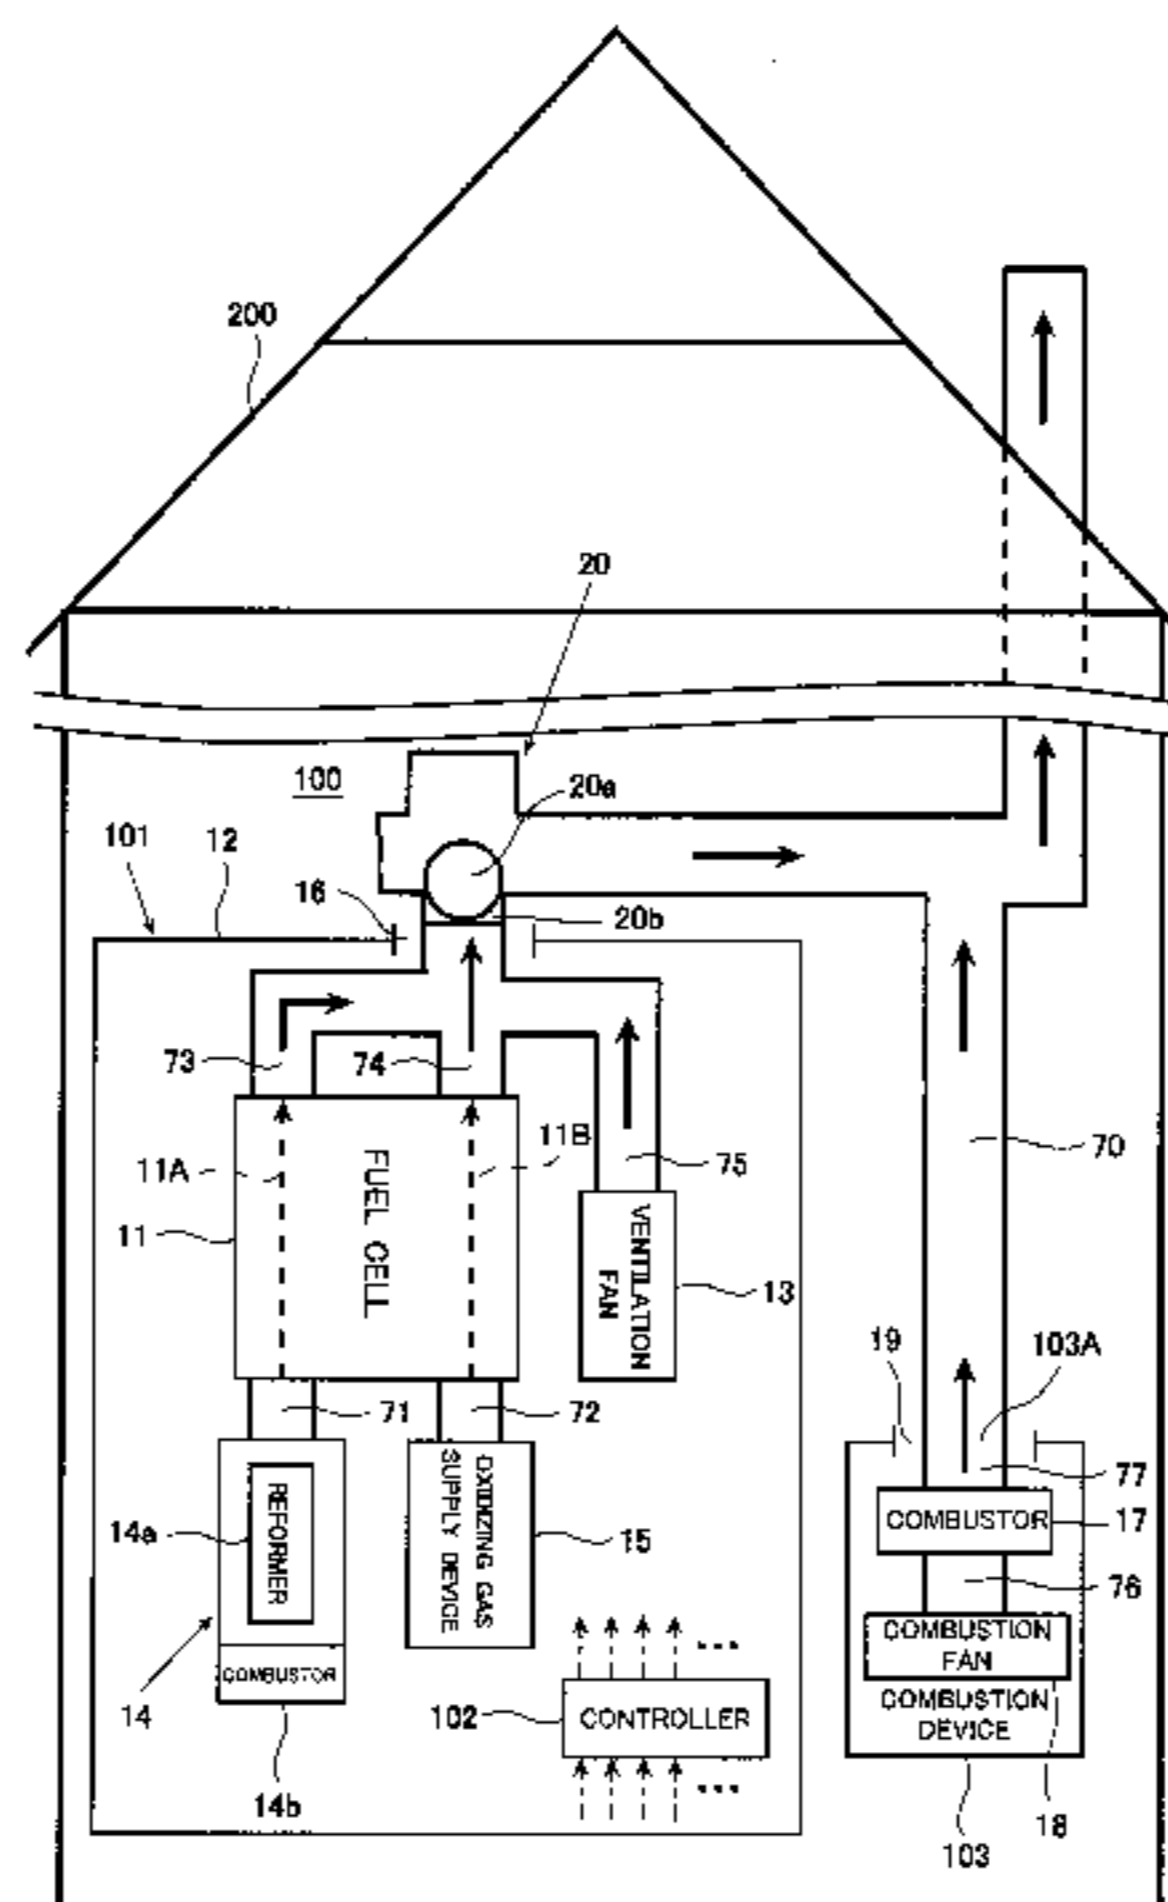 200
20
100
20a
101
12
16
20b
73
74
11A
11B
75
70
11
FUEL CELL
VENTILATION
FAN
13
19
103A
71
72
77
REFORMER
OXIDIZING GAS
SUPPLY DEVICE
14a
15
COMBUSTOR
17
76
COMBUSTION
FAN
COMBUSTOR
14
102
CONTROLLER
COMBUSTION
DEVICE
14b
18
103